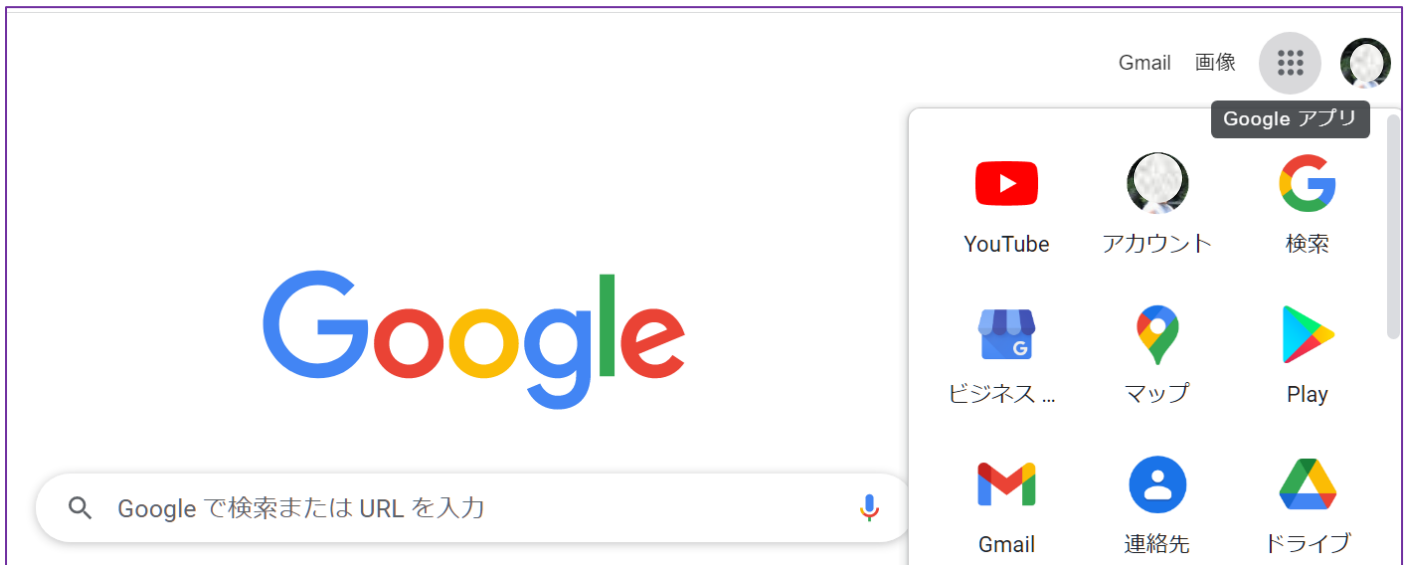 Gmail 画像
Google アプリ
YouTube アカウント 検索
G
ビジネス ... マップ Play
Google
Google で検索または URL を入力
Gmail 連絡先 ドライブ